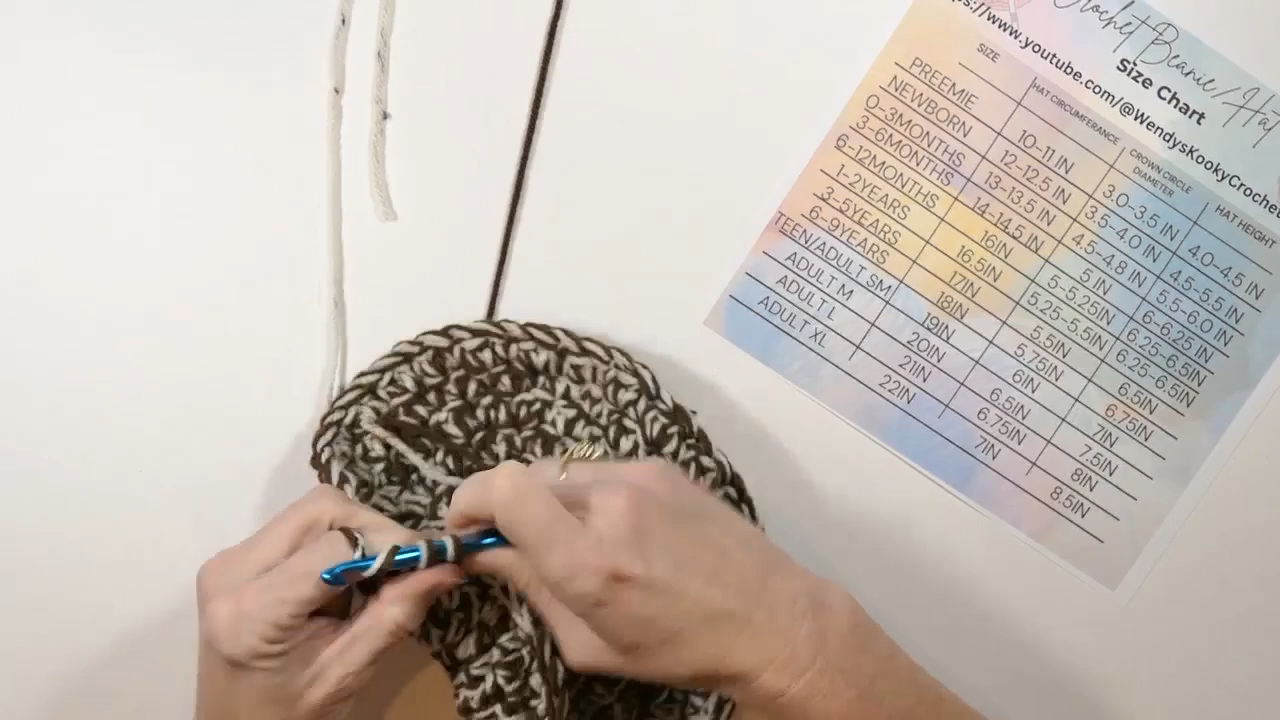 Crochet Beanie/Hat
Size Chart
ps://www.youtube.com/@WendysKookyCrochet
SIZE HAT CIRCUMFERANCE CROWN CIRCLE DIAMETER HAT HEIGHT
PREEMIE 10-11 IN 3.0-3.5 IN 4.0-4.5 IN
NEWBORN 12-12.5 IN 3.5-4.0 IN 4.5-5.5 IN
0-3MONTHS 13-13.5 IN 4.5-4.8 IN 5.5-6.0 IN
3-6MONTHS 14-14.5 IN 5 IN 6-6.25 IN
6-12MONTHS 16IN 5-5.25IN 6.25-6.5IN
1-2YEARS 16.5IN 5.25-5.5IN 6.25-6.5IN
3-5YEARS 17IN 5.5IN 6.5IN
6-9YEARS 18IN 5.75IN 6.75IN
TEEN/ADULT SM 19IN 6IN 7IN
ADULT M 20IN 6.5IN 7.5IN
ADULT L 21IN 6.75IN 8IN
ADULT XL 22IN 7IN 8.5IN